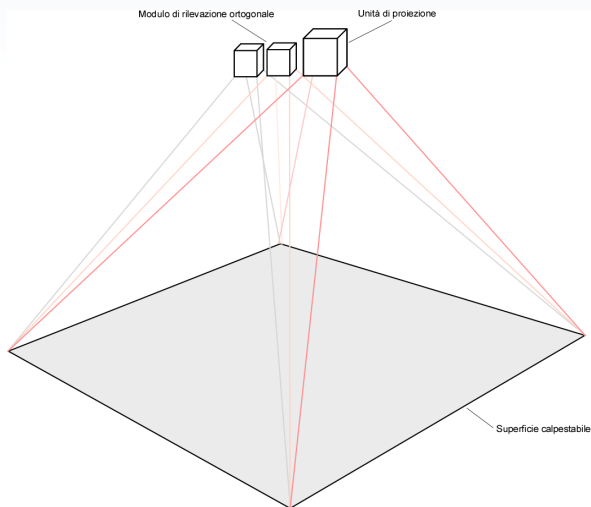 Modulo di rilevazione ortogonale
Unità di proiezione
Superficie calpestabile